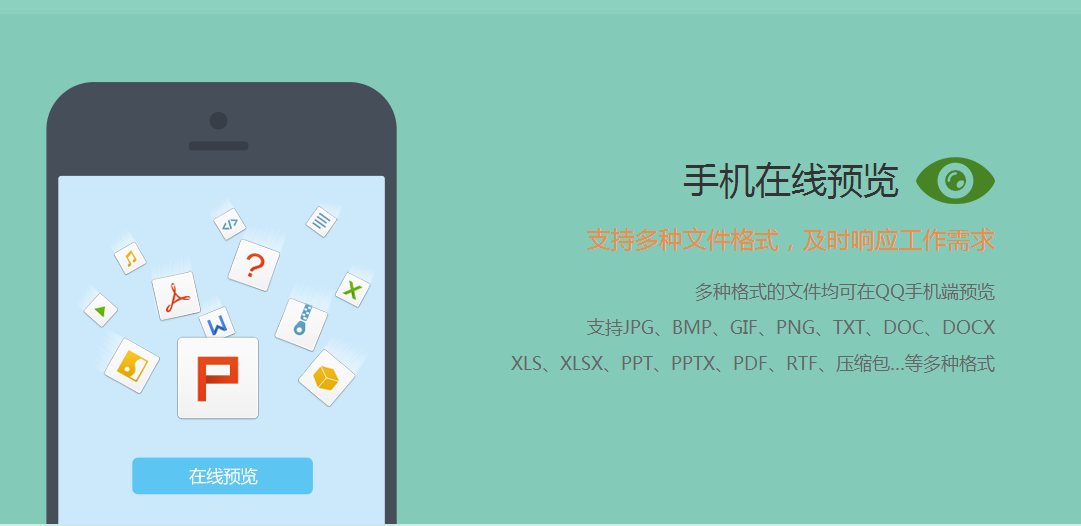 手机在线预览
支持多种文件格式，及时响应工作需求
多种格式的文件均可在QQ手机端预览
支持JPG、BMP、GIF、PNG、TXT、DOC、DOCX
XLS、XLSX、PPT、PPTX、PDF、RTF、压缩包...等多种格式
?
X
W
P
在线预览